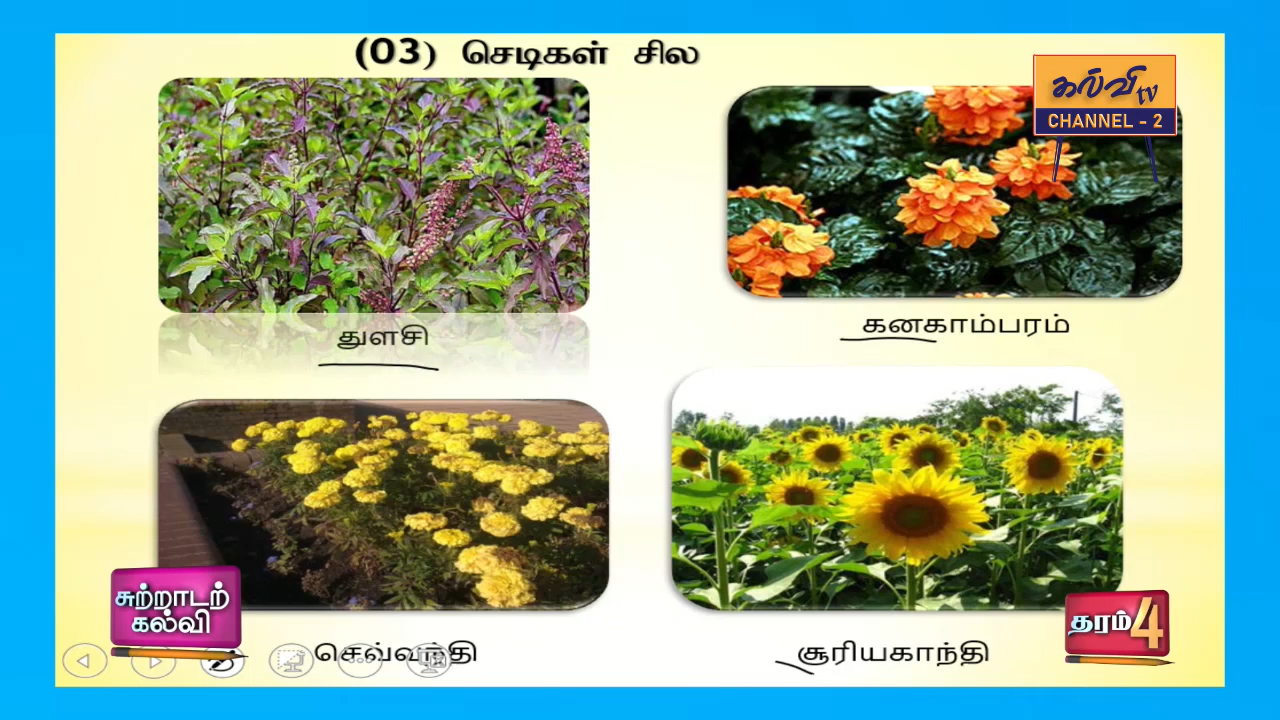 (03) செடிகள் சில
கல்வி tv
CHANNEL - 2
துளசி
கனகாம்பரம்
செவ்வந்தி
சூரியகாந்தி
சுற்றாடற்
கல்வி
தரம் 4